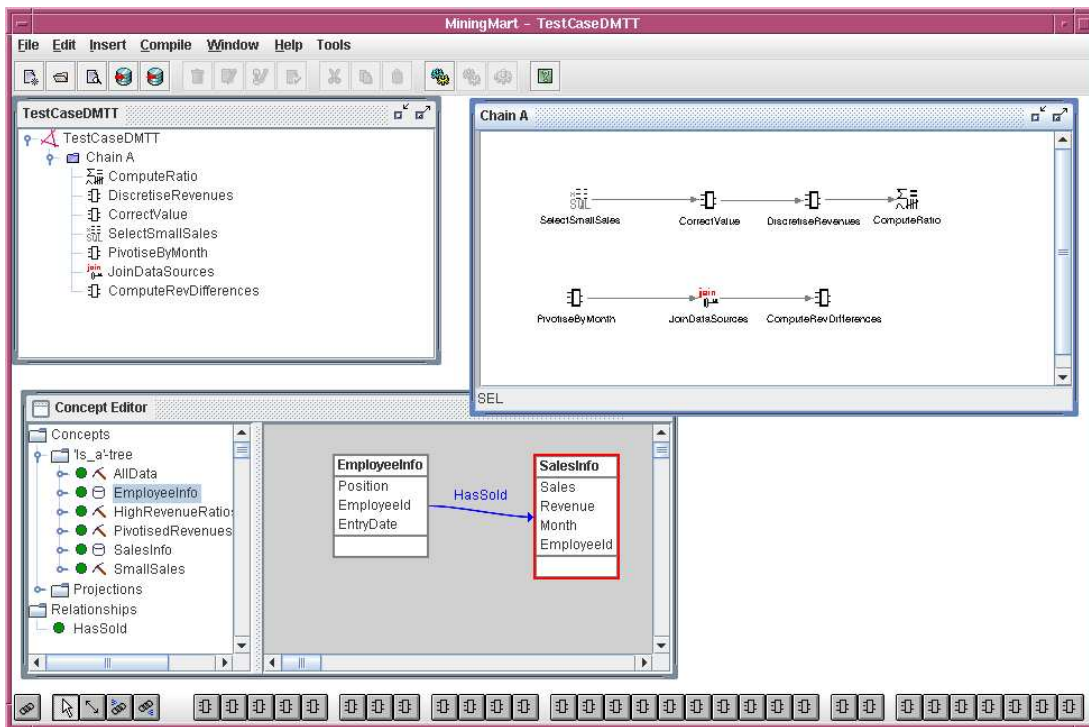 MiningMart - TestCaseDMTT
File Edit Insert Compile Window Help Tools
TestCaseDMTT
TestCaseDMTT
Chain A
ComputeRatio
DiscretiseRevenues
CorrectValue
SelectSmallSales
PivotiseByMonth
join JoinDataSources
ComputeRevDifferences
Chain A
SQL
SelectSmallSales CorrectValue DiscretiseRevenues ComputeRatio
join
PivotiseByMonth JoinDataSources ComputeRevDifferences
SEL
Concept Editor
Concepts
'Is_a'-tree
AllData
EmployeeInfo
HighRevenueRatio
PivotisedRevenues
SalesInfo
SmallSales
Projections
Relationships
HasSold
EmployeeInfo
Position
EmployeeId
EntryDate
HasSold
SalesInfo
Sales
Revenue
Month
EmployeeId